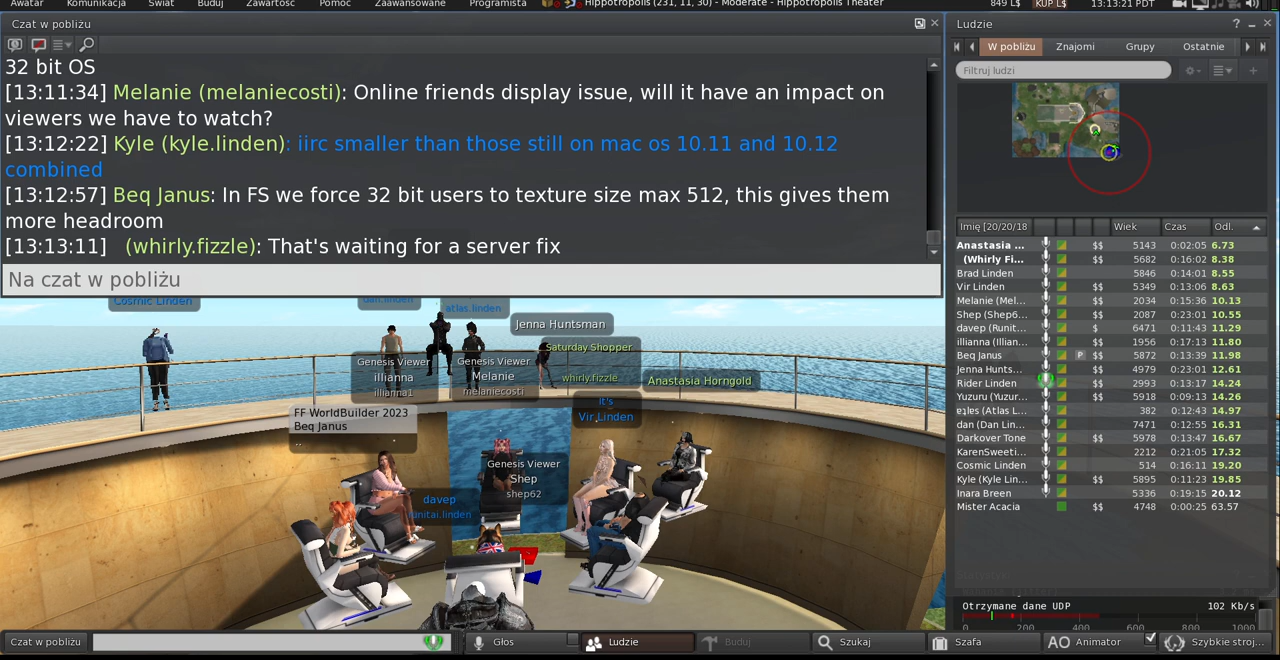 Awatar Komunikacja Świat Buduj Zawartość Pomoc Zaawansowane Programista Hippotropolis (231, 11, 30) - Moderate - Hippotropolis Theater 849 L$ KUP L$ 13:13:21 PDT
Czat w pobliżu
32 bit OS
[13:11:34] Melanie (melaniecosti): Online friends display issue, will it have an impact on
viewers we have to watch?
[13:12:22] Kyle (kyle.linden): iirc smaller than those still on mac os 10.11 and 10.12
combined
[13:12:57] Beq Janus: In FS we force 32 bit users to texture size max 512, this gives them
more headroom
[13:13:11] (whirly.fizzle): That's waiting for a server fix
Na czat w pobliżu
Cosmic Linden
dan.linden
atlas.linden
Jenna Huntsman
Saturday Shopper
whirly.fizzle
Genesis Viewer
illianna
illianna1
Genesis Viewer
Melanie
melaniecosti
Anastasia Horngold
It's
Vir Linden
FF WorldBuilder 2023
Beq Janus
Genesis Viewer
Shep
shep62
davep
runitai.linden
Ludzie
W pobliżu Znajomi Grupy Ostatnie
Filtruj ludzi
Imię [20/20/18 Wiek Czas Odl.
Anastasia ... $$ 5143 0:02:05 6.73
(Whirly Fi... $$ 5682 0:16:02 8.38
Brad Linden 5846 0:14:01 8.55
Vir Linden $$ 5349 0:13:06 8.63
Melanie (Mel... $$ 2034 0:15:36 10.13
Shep (Shep6... $$ 2087 0:23:01 10.55
davep (Runit... $ 6471 0:11:43 11.29
illianna (Illian... $$ 1956 0:17:13 11.80
Beq Janus P $$ 5872 0:13:39 11.98
Jenna Hunts... $$ 4979 0:23:01 12.61
Rider Linden $$ 2993 0:13:17 14.24
Yuzuru (Yuzur... $$ 5918 0:09:13 14.26
(Atlas L... 382 0:12:43 14.97
dan (Dan Lin... 7471 0:12:55 16.31
Darkover Tone $$ 5978 0:13:47 16.67
KarenSweeti... 2212 0:21:05 17.32
Cosmic Linden 514 0:16:11 19.20
Kyle (Kyle Lin... $$ 5895 0:11:23 19.85
Inara Breen 5336 0:19:15 20.12
Mister Acacia $$ 4748 0:00:25 63.57
Otrzymane dane UDP 102 Kb/s
0 200 400 600 800 1000
Czat w pobliżu Głos Ludzie Buduj Szukaj Szafa AO Animator Szybkie stroj...